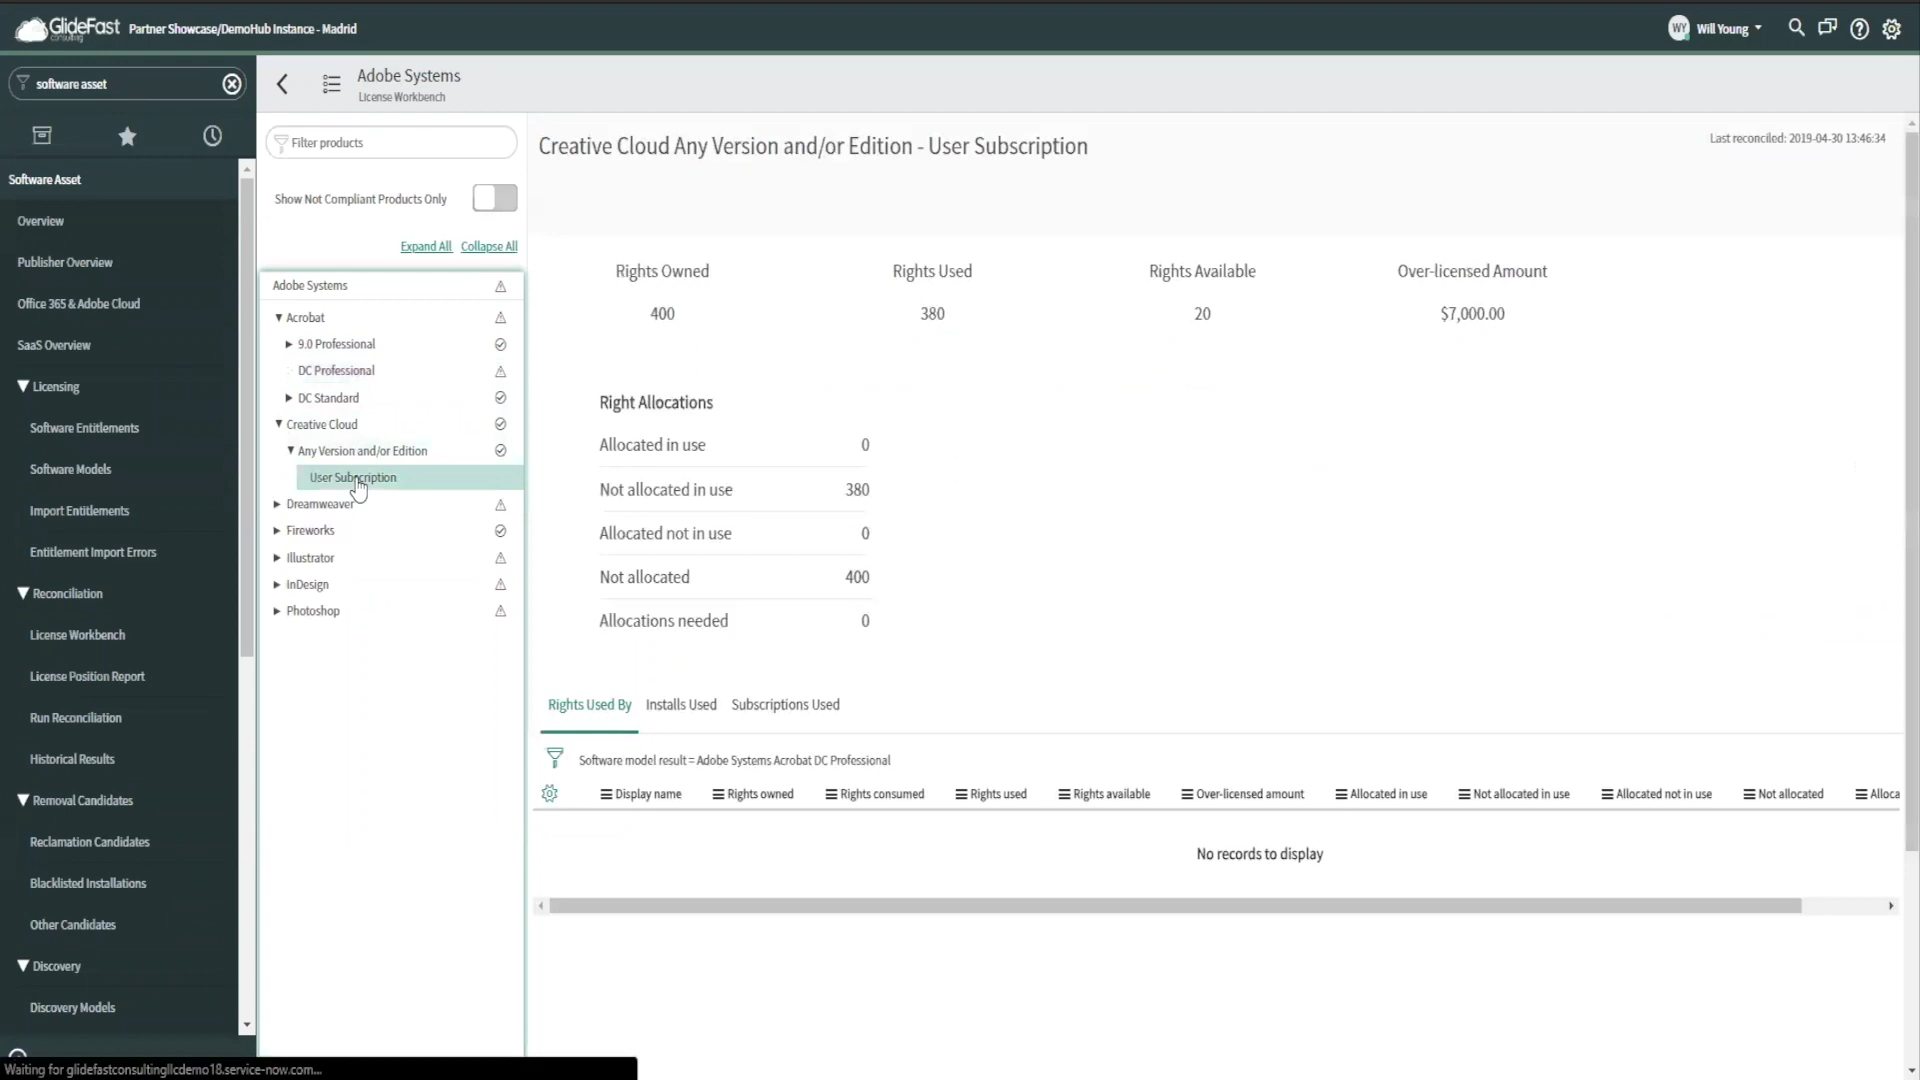 GlideFast
consulting
Partner Showcase/DemoHub Instance - Madrid
WY
Will Young
software asset
Software Asset
Overview
Publisher Overview
Office 365 & Adobe Cloud
SaaS Overview
Licensing
Software Entitlements
Software Models
Import Entitlements
Entitlement Import Errors
Reconciliation
License Workbench
License Position Report
Run Reconciliation
Historical Results
Removal Candidates
Reclamation Candidates
Blacklisted Installations
Other Candidates
Discovery
Discovery Models
Waiting for glidefastconsultingllcdemo18.service-now.com...
Adobe Systems
License Workbench
Filter products
Show Not Compliant Products Only
Expand All Collapse All
Adobe Systems
Acrobat
9.0 Professional
DC Professional
DC Standard
Creative Cloud
Any Version and/or Edition
User Subscription
Dreamweaver
Fireworks
Illustrator
InDesign
Photoshop
Creative Cloud Any Version and/or Edition - User Subscription
Last reconciled: 2019-04-30 13:46:34
Rights Owned Rights Used Rights Available Over-licensed Amount
400 380 20 $7,000.00
Right Allocations
Allocated in use 0
Not allocated in use 380
Allocated not in use 0
Not allocated 400
Allocations needed 0
Rights Used By Installs Used Subscriptions Used
Software model result = Adobe Systems Acrobat DC Professional
Display name Rights owned Rights consumed Rights used Rights available Over-licensed amount Allocated in use Not allocated in use Allocated not in use Not allocated Alloca
No records to display